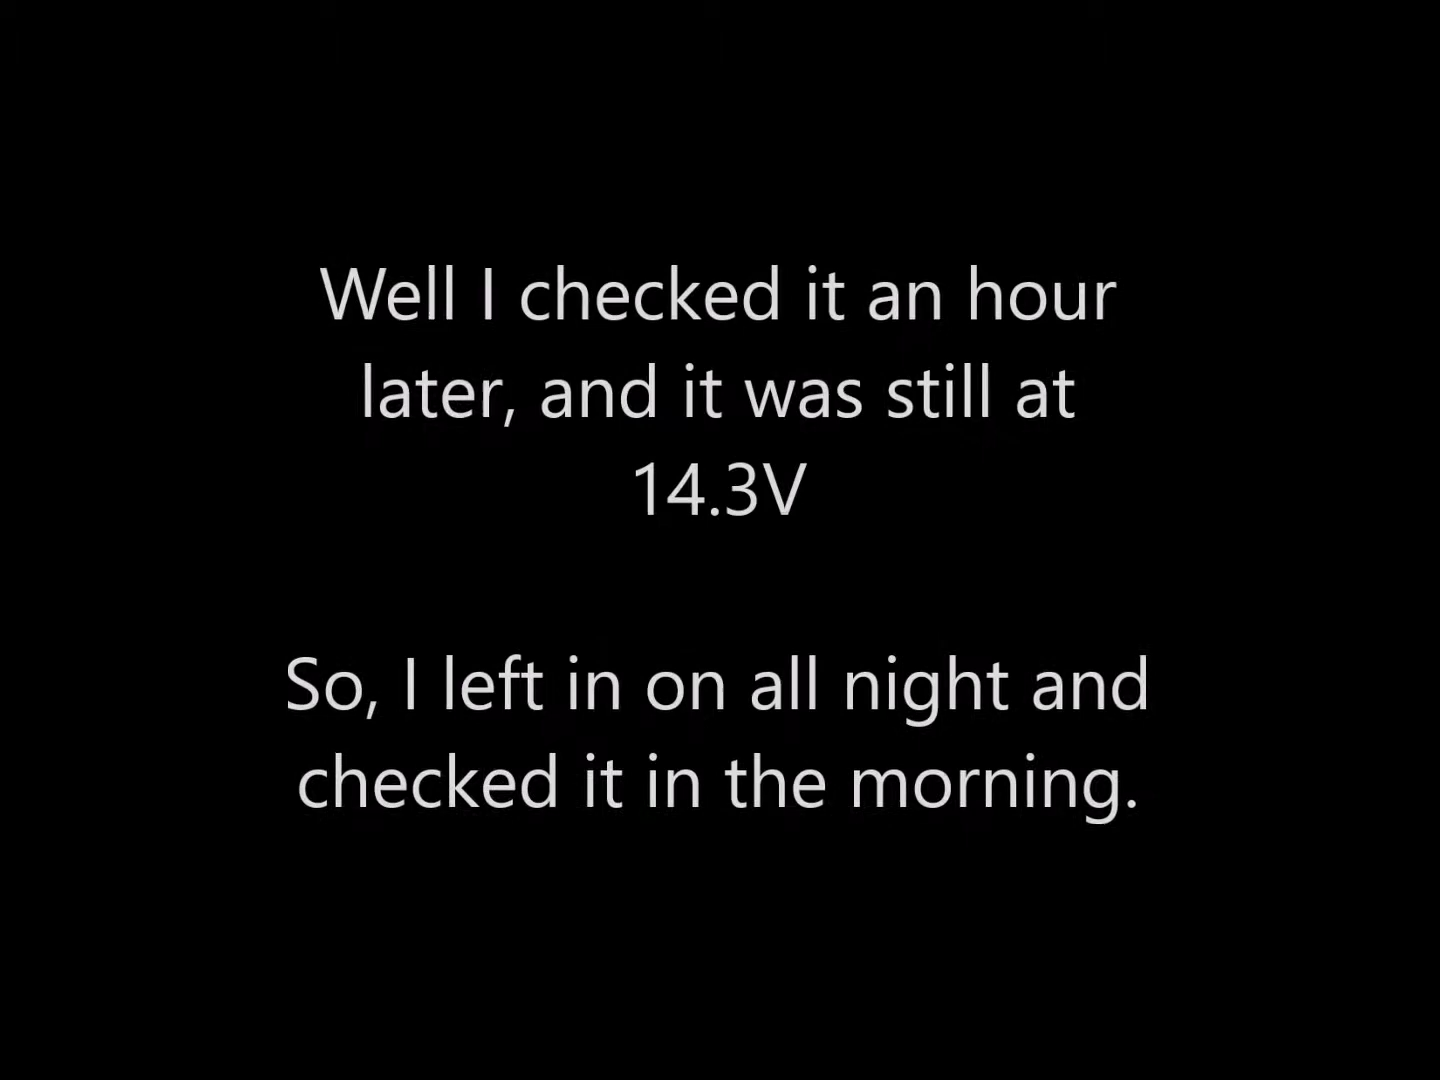 Well I checked it an hour
later, and it was still at
14.3V
So, I left in on all night and
checked it in the morning.